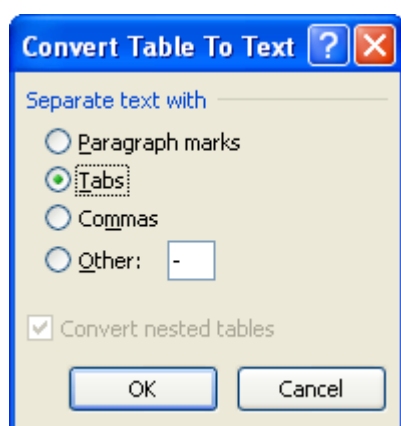 Convert Table To Text
Separate text with
Paragraph marks
Tabs
Commas
Other: -
Convert nested tables
OK Cancel